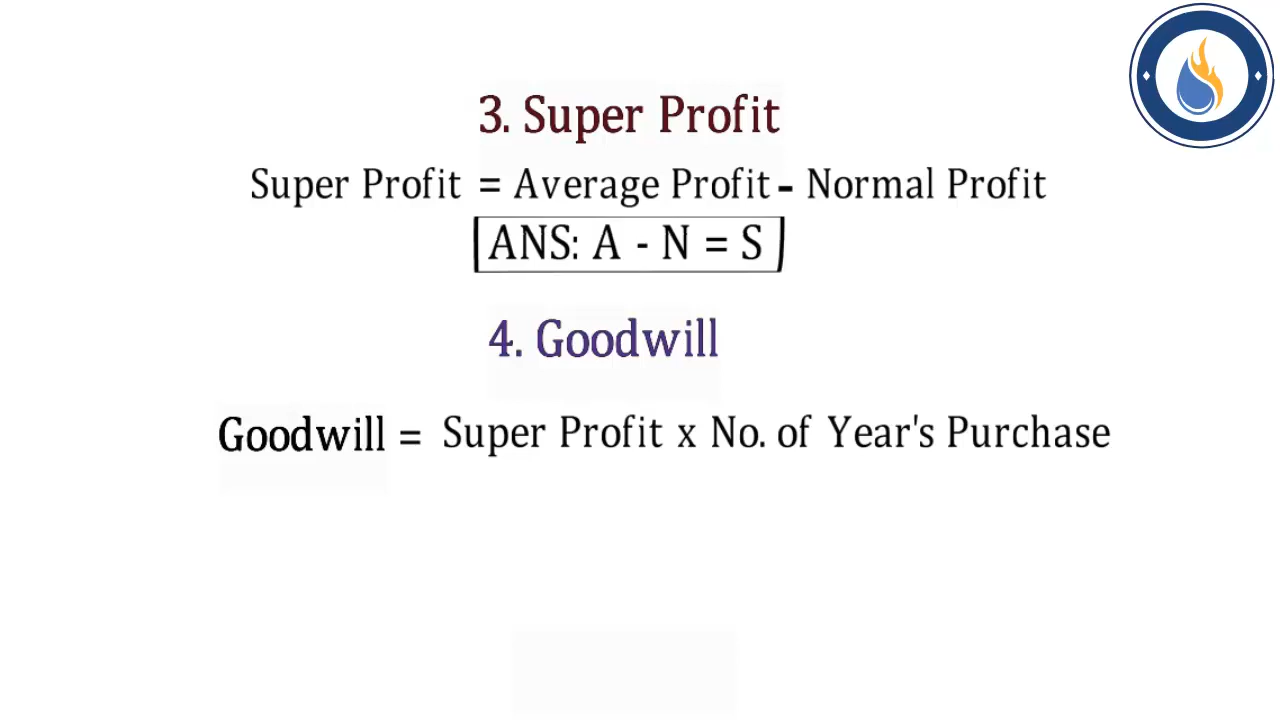 3. Super Profit
Super Profit = Average Profit - Normal Profit
ANS: A - N = S
4. Goodwill
Goodwill = Super Profit x No. of Year's Purchase